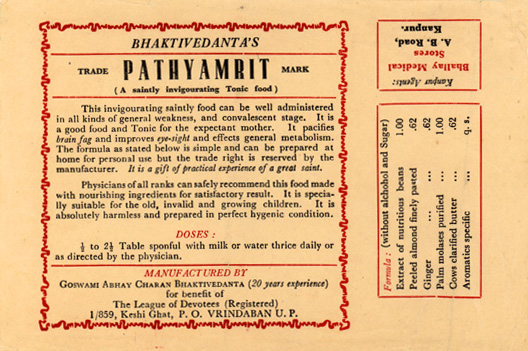 BHAKTIVEDANTA'S
TRADE PATHYAMRIT MARK
( A saintly invigourating Tonic food )
This invigourating saintly food can be well administered
in all kinds of general weakness, and convalescent stage. It is
a good food and Tonic for the expectant mother. It pacifies
brain fag and improves eye-sight and effects general metabolism.
The formula as stated below is simple and can be prepared at
home for personal use but the trade right is reserved by the
manufacturer. It is a gift of practical experience of a great saint.
Physicians of all ranks can safely recommend this food made
with nourishing ingredients for satisfactory result. It is specia-
lly suitable for the old, invalid and growing children. It is
absolutely harmless and prepared in perfect hygenic condition.
DOSES :
½ to 2½ Table sponful with milk or water thrice daily or
as directed by the physician.
MANUFACTURED BY
GOSWAMI ABHAY CHARAN BHAKTIVEDANTA (20 years experience)
for benefit of
The League of Devotees (Registered)
1/859, Keshi Ghat, P. O. VRINDABAN U. P.
Kanpur Agents:
Bhallay Medical
Stores
A. B. Road,
Kanpur.
Formula : (without alchohol and Sugar)
Extract of nutritious beans 1.00
Peeled almond finely pasted .62
Ginger ... ... .62
Palm molases purified ... 1.00
Cows clarified butter ... .62
Aromatics specific ... q. s.